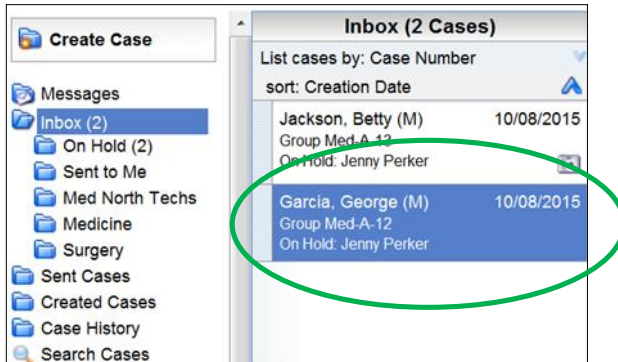 Create Case
Messages
Inbox (2)
On Hold (2)
Sent to Me
Med North Techs
Medicine
Surgery
Sent Cases
Created Cases
Case History
Search Cases
Inbox (2 Cases)
List cases by: Case Number
sort: Creation Date
Jackson, Betty (M) 10/08/2015
Group Med-A-13
On Hold: Jenny Perker
Garcia, George (M) 10/08/2015
Group Med-A-12
On Hold: Jenny Perker